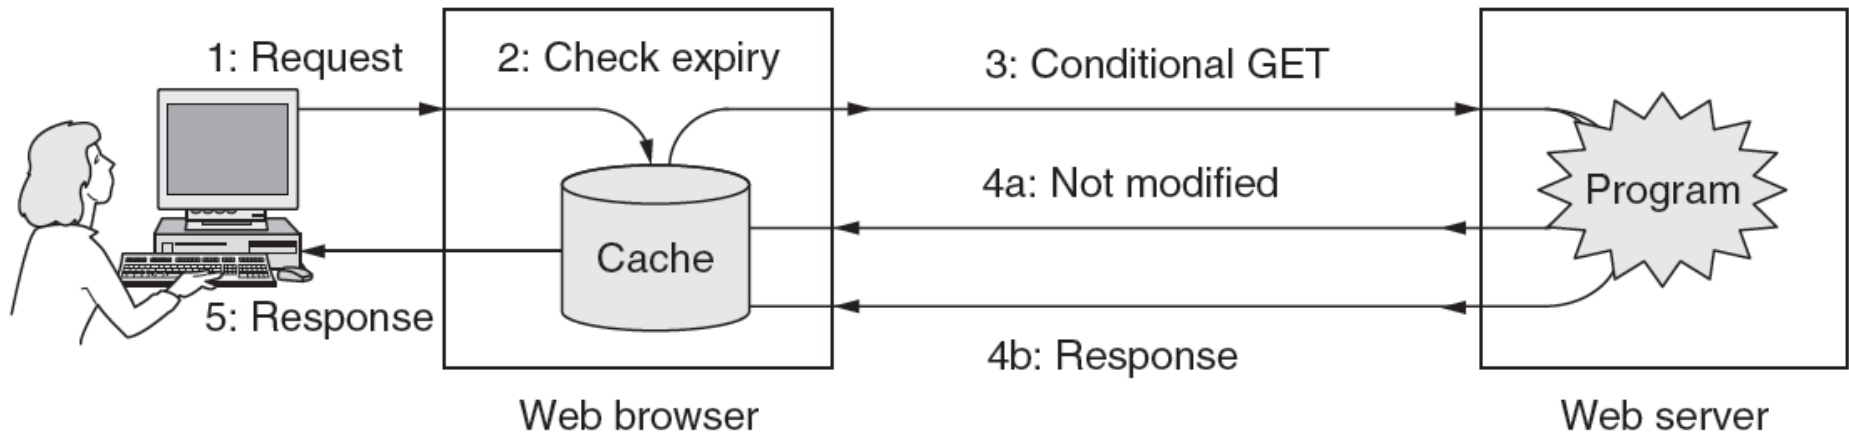 1: Request
2: Check expiry
3: Conditional GET
4a: Not modified
Program
Cache
5: Response
4b: Response
Web browser
Web server